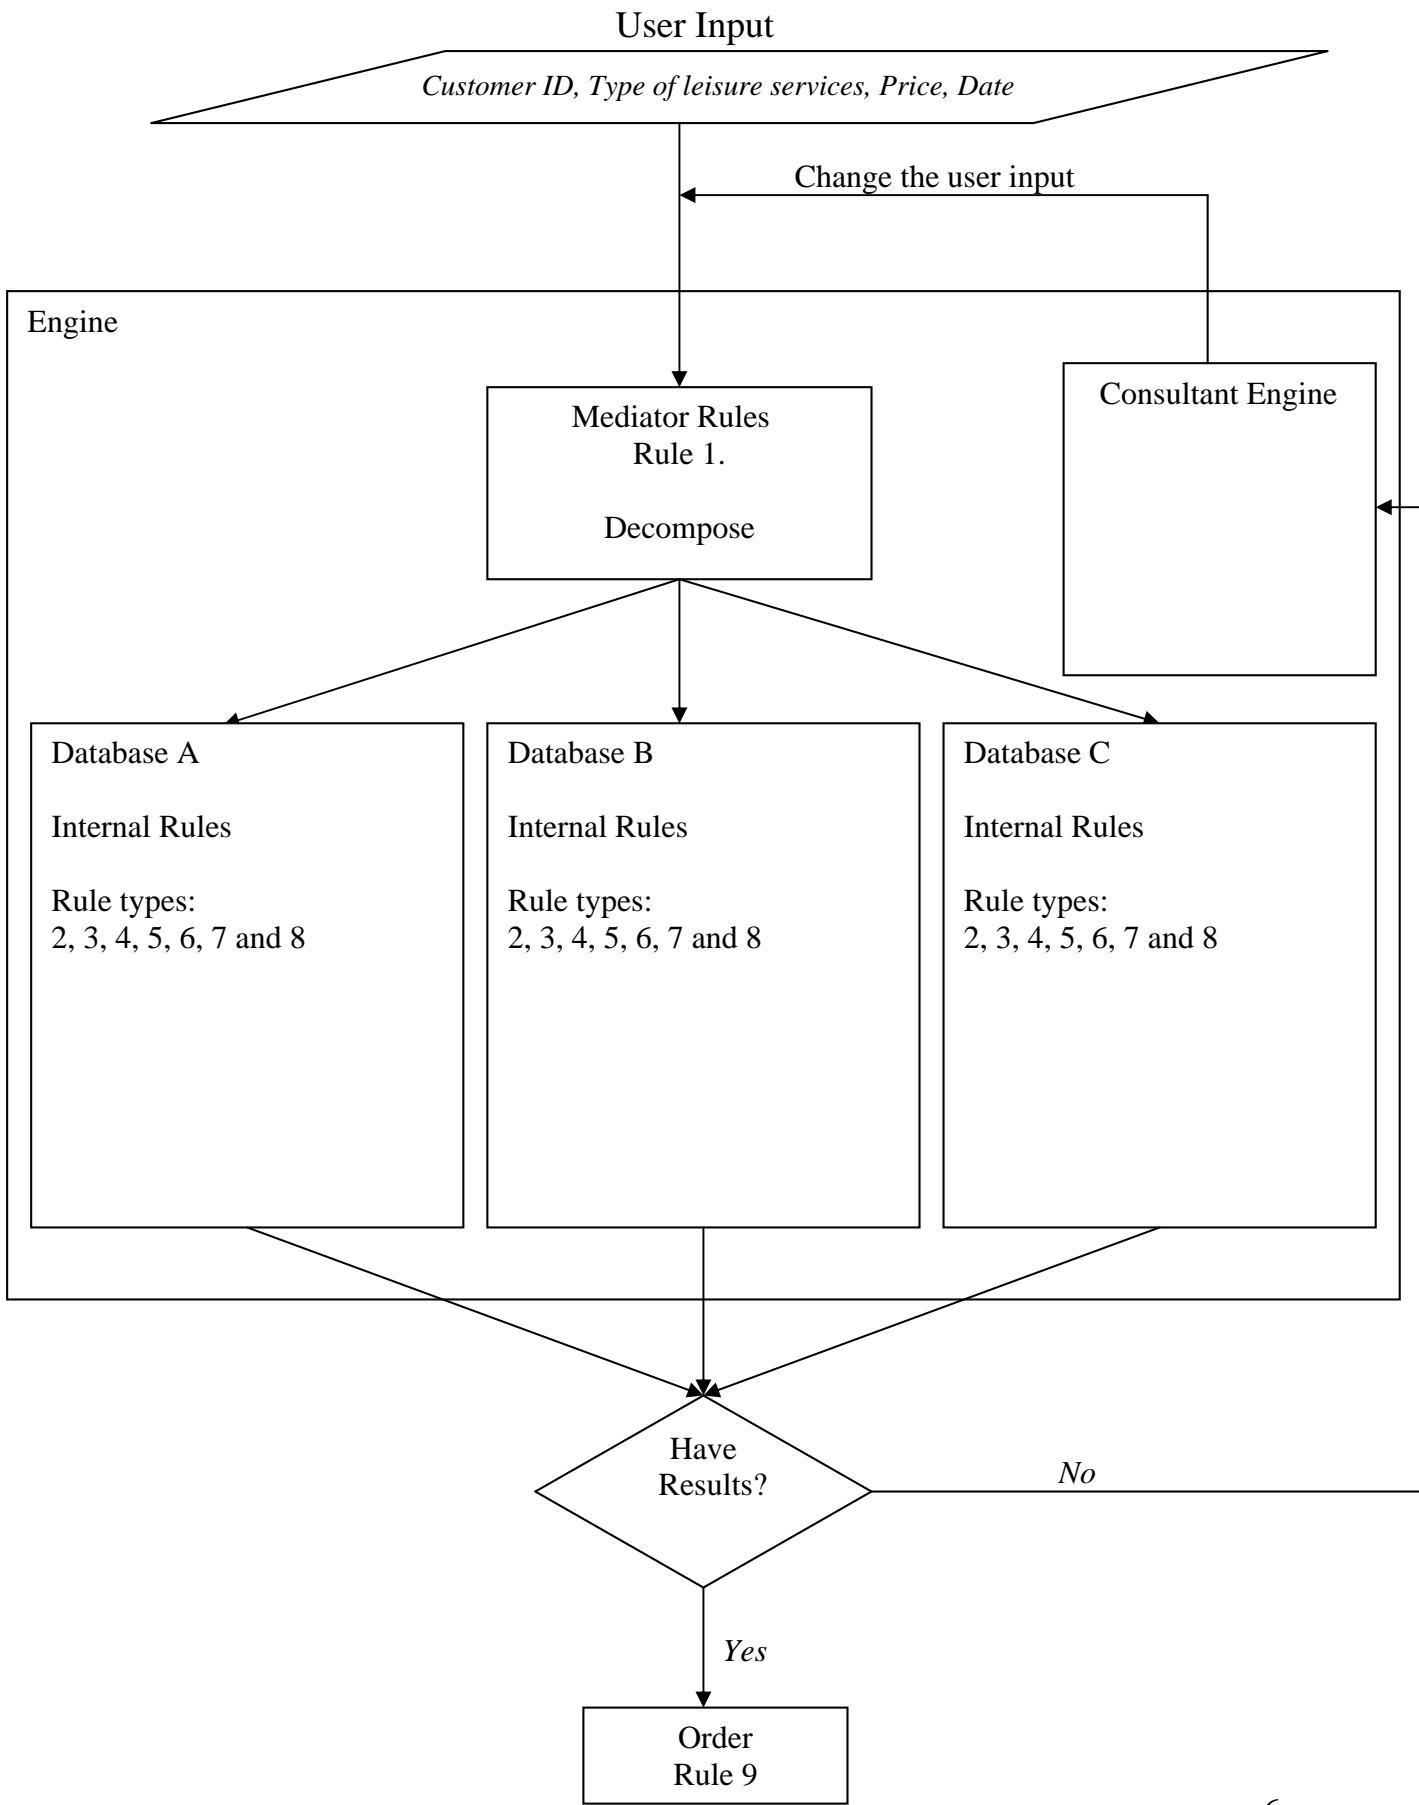 User Input
Customer ID, Type of leisure services, Price, Date
Change the user input
Engine
Consultant Engine
Mediator Rules
Rule 1.
Decompose
Database A
Internal Rules
Rule types:
2, 3, 4, 5, 6, 7 and 8
Database B
Internal Rules
Rule types:
2, 3, 4, 5, 6, 7 and 8
Database C
Internal Rules
Rule types:
2, 3, 4, 5, 6, 7 and 8
Have
Results?
No
Yes
Order
Rule 9